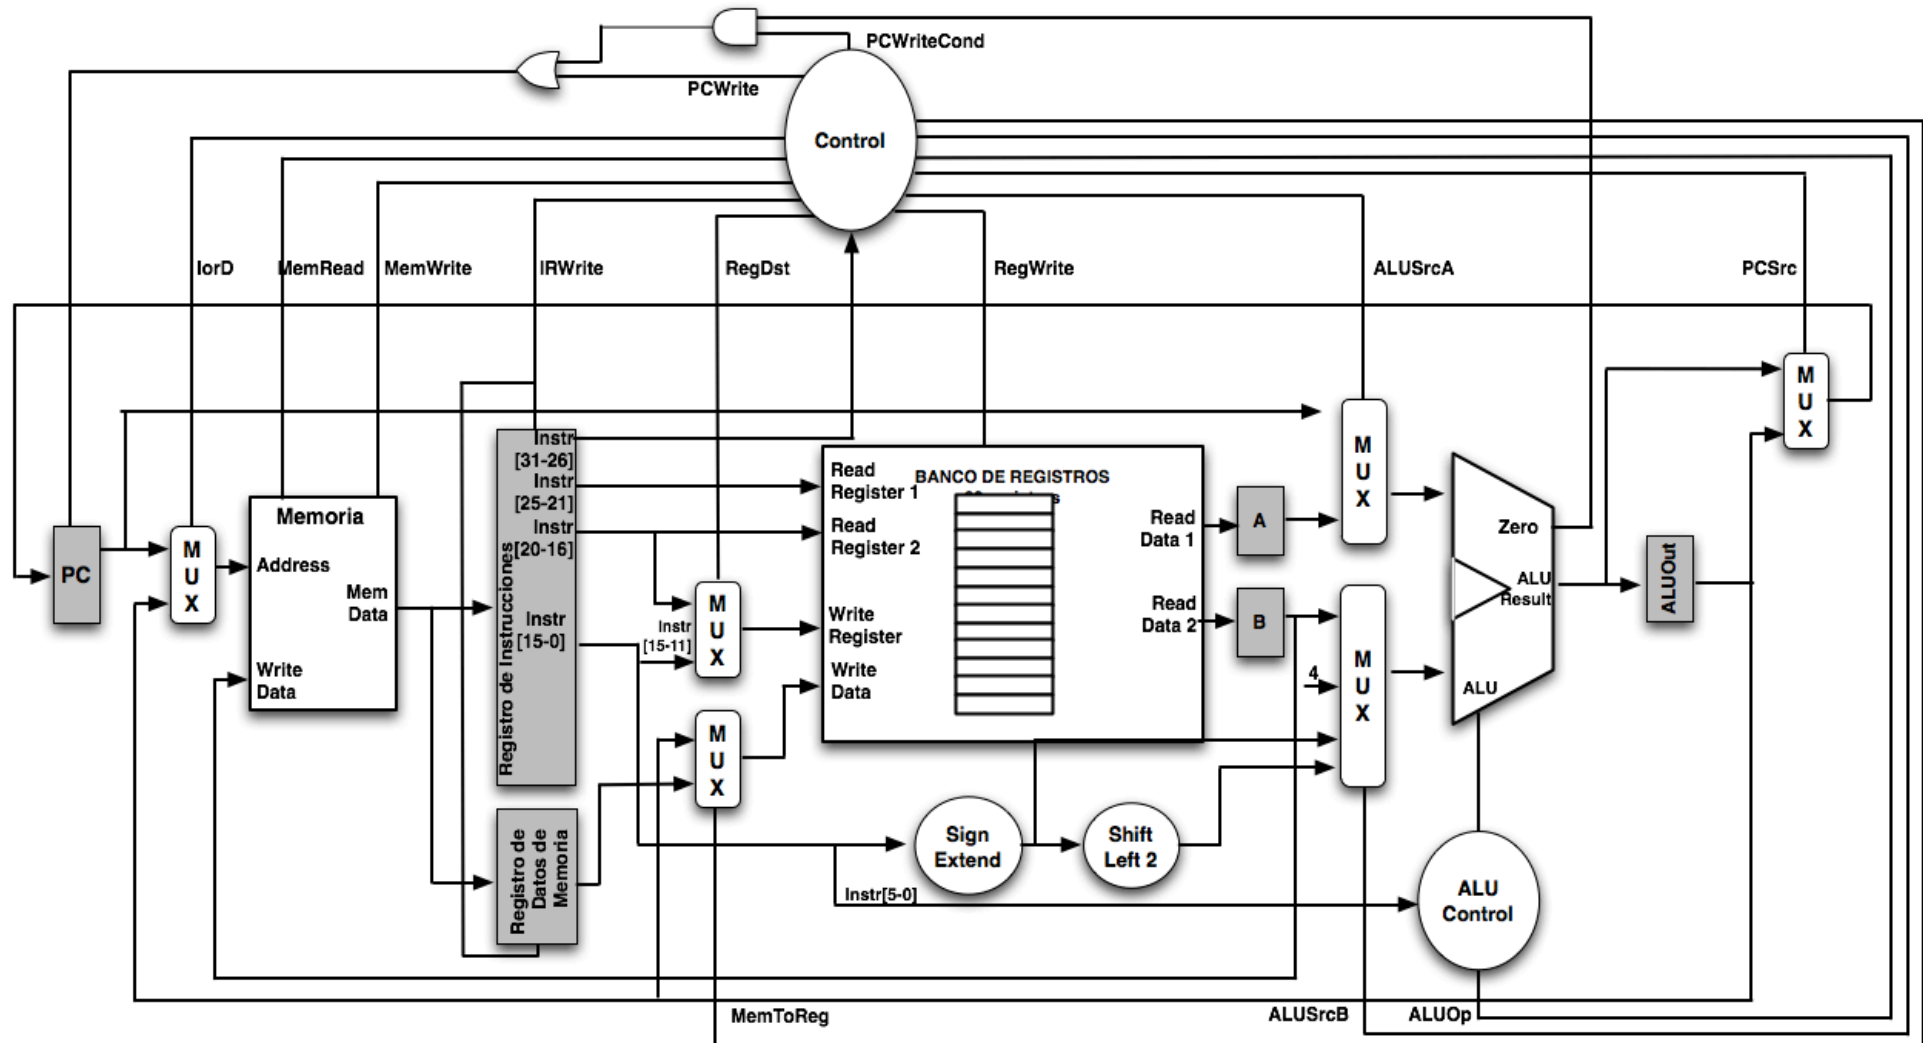 PCWriteCond
PCWrite
Control
IorD
MemRead
MemWrite
IRWrite
RegDst
RegWrite
ALUSrcA
PCSrc
M
U
X
M
U
X
Instr
[31-26]
Instr
[25-21]
Instr
[20-16]
Instr
[15-0]
Registro de Instrucciones
Read
Register 1
BANCO DE REGISTROS
Read
Register 2
Write
Register
Write
Data
Read
Data 1
Read
Data 2
A
B
Zero
ALU
Result
ALU
ALUOut
Memoria
Address
Mem
Data
Write
Data
PC
M
U
X
M
U
X
Instr
[15-11]
M
U
X
M
U
X
4
Registro de
Datos de
Memoria
Sign
Extend
Shift
Left 2
ALU
Control
Instr[5-0]
MemToReg
ALUSrcB
ALUOp